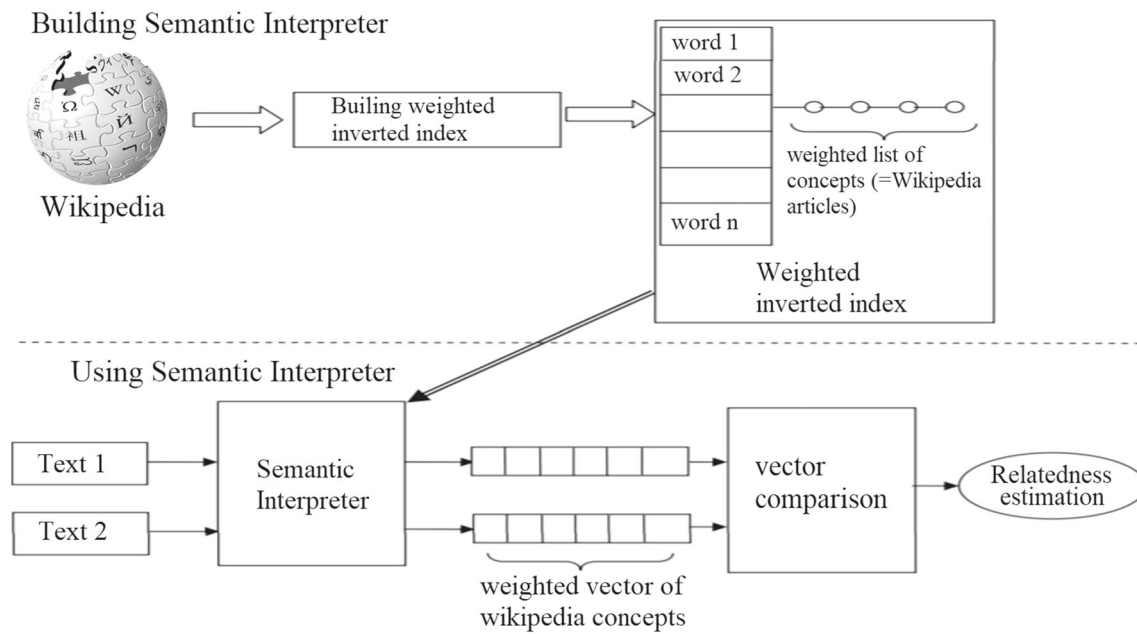 Building Semantic Interpreter
Wikipedia
Builing weighted
inverted index
word 1
word 2
word n
weighted list of
concepts (=Wikipedia
articles)
Weighted
inverted index
Using Semantic Interpreter
Text 1
Text 2
Semantic
Interpreter
weighted vector of
wikipedia concepts
vector
comparison
Relatedness
estimation
Ω
W
祖
Й